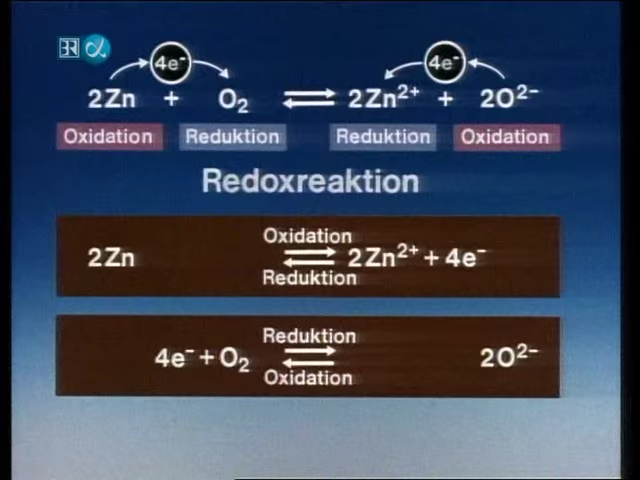 BR α
4e⁻ 4e⁻
2Zn + O₂ ⇌ 2Zn²⁺ + 2O²⁻
Oxidation Reduktion Reduktion Oxidation
Redoxreaktion
Oxidation
2Zn ⇌ 2Zn²⁺ + 4e⁻
Reduktion
Reduktion
4e⁻ + O₂ ⇌ 2O²⁻
Oxidation